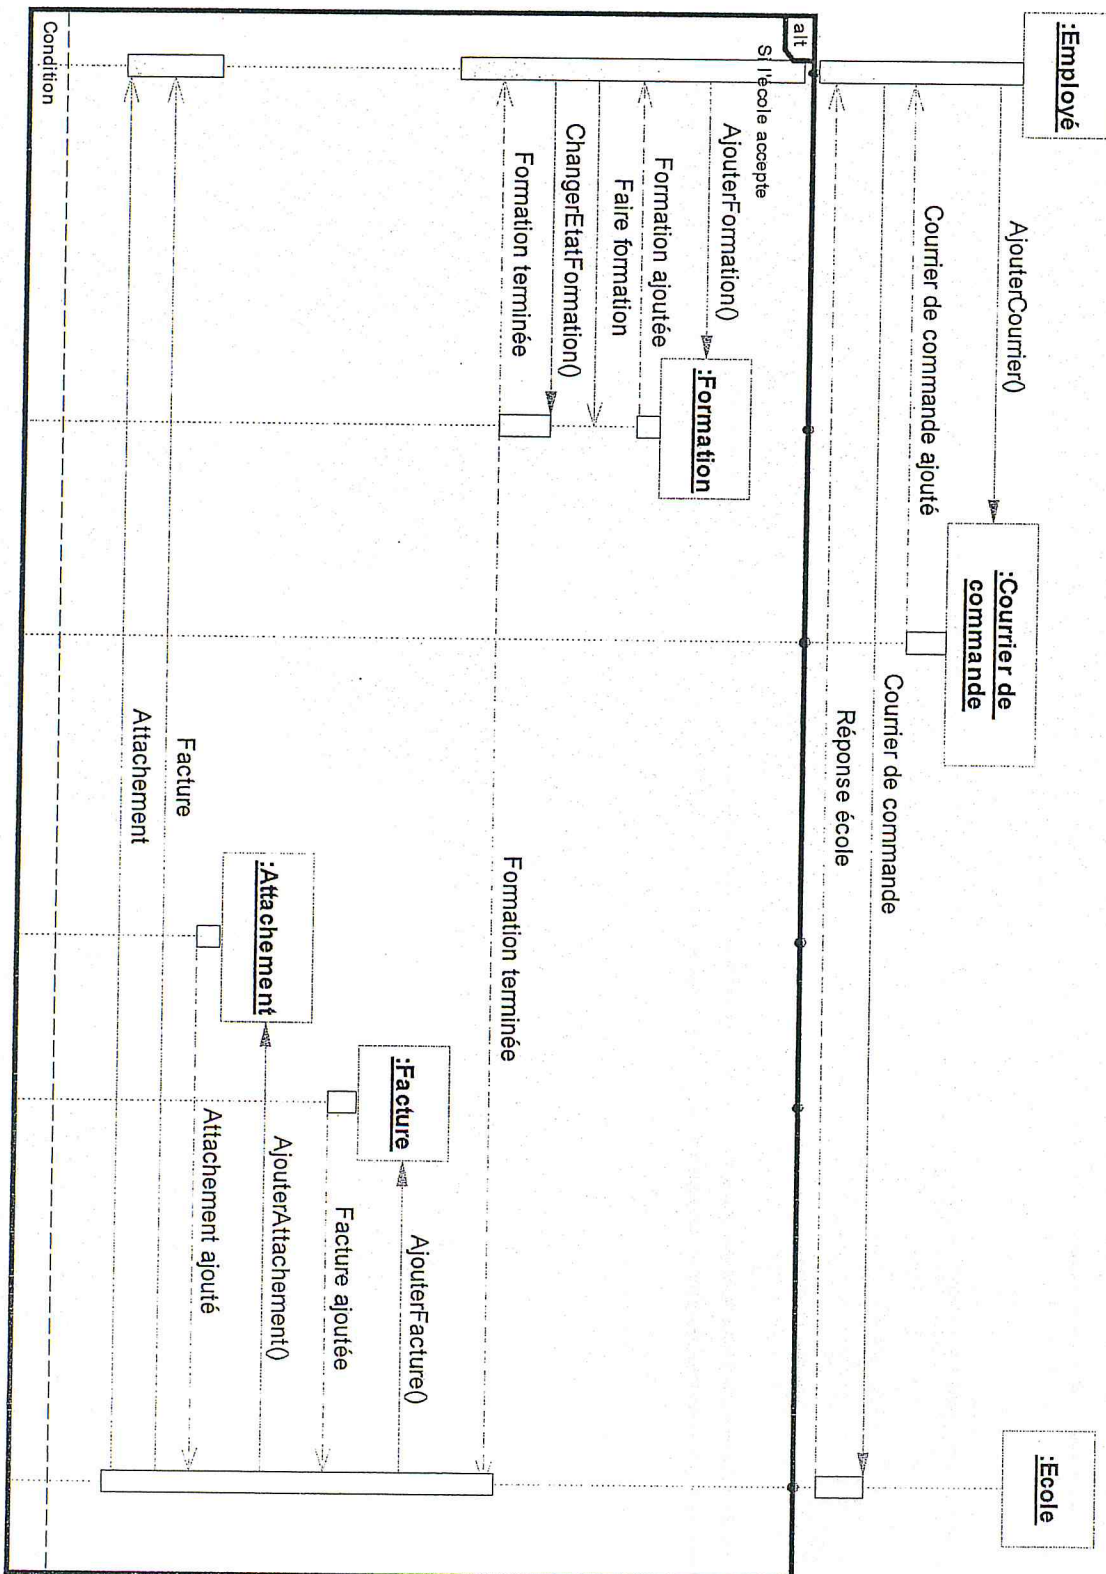 :Employé
:Ecole
AjouterCourrier()
:Courrier de
commande
Courrier de commande ajouté
Courrier de commande
Réponse école
alt
Si l'école accepte
AjouterFormation()
:Formation
Formation ajoutée
Faire formation
ChangerEtatFormation()
Formation terminée
Formation terminée
AjouterFacture()
:Facture
Facture ajoutée
AjouterAttachement()
:Attachement
Attachement ajouté
Facture
Attachement
Condition